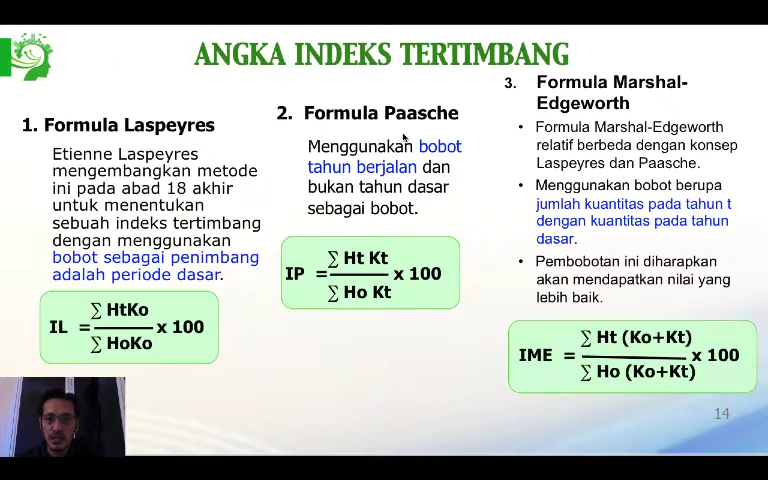 ANGKA INDEKS TERTIMBANG
1. Formula Laspeyres
Etienne Laspeyres
mengembangkan metode
ini pada abad 18 akhir
untuk menentukan
sebuah indeks tertimbang
dengan menggunakan
bobot sebagai penimbang
adalah periode dasar.
∑ HtKo
IL = x 100
∑ HoKo
2. Formula Paasche
Menggunakan bobot
tahun berjalan dan
bukan tahun dasar
sebagai bobot.
∑ Ht Kt
IP = x 100
∑ Ho Kt
3. Formula Marshal-
Edgeworth
• Formula Marshal-Edgeworth
relatif berbeda dengan konsep
Laspeyres dan Paasche.
• Menggunakan bobot berupa
jumlah kuantitas pada tahun t
dengan kuantitas pada tahun
dasar.
• Pembobotan ini diharapkan
akan mendapatkan nilai yang
lebih baik.
∑ Ht (Ko+Kt)
IME = x 100
∑ Ho (Ko+Kt)
14